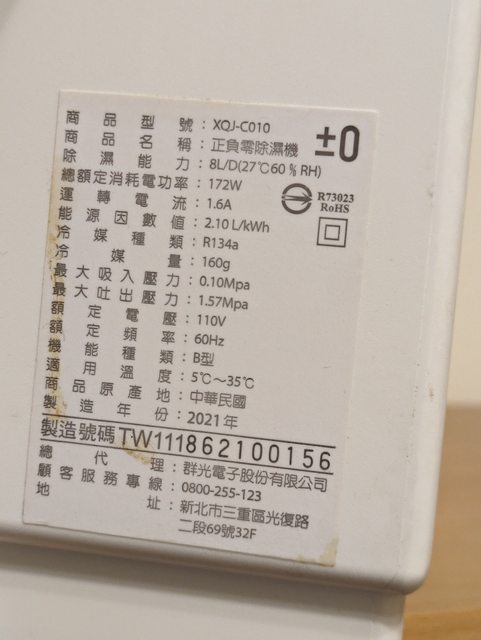 商品型號：XQJ-C010
商品名稱：正負零除濕機
±0
除濕能力：8L/D(27℃60％RH)
總額定消耗電功率：172W
R73023
RoHS
運轉電流：1.6A
能源因數值：2.10 L/kWh
冷媒種類：R134a
冷媒量：160g
最大吸入壓力：0.10Mpa
最大吐出壓力：1.57Mpa
額定電壓：110V
額定頻率：60Hz
機能種類：B型
適用溫度：5℃～35℃
商品原產地：中華民國
製造年份：2021年
製造號碼TW111862100156
總代理：群光電子股份有限公司
顧客服務專線：0800-255-123
地址：新北市三重區光復路
二段69號32F